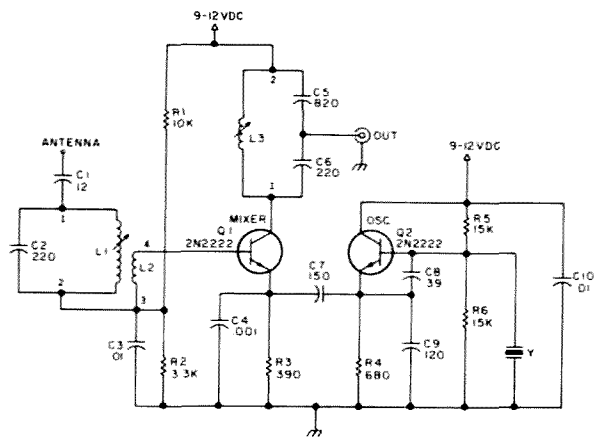 9-12VDC
2
C5
820
R1
10K
L3
OUT
C6
220
ANTENNA
C1
12
1
9-12VDC
1
MIXER
Q1
2N2222
OSC
Q2
2N2222
R5
15K
C2
220
L1
4
L2
2
3
C7
150
C8
39
C10
.01
C4
.001
R6
15K
C3
.01
R2
3.3K
R3
390
R4
680
C9
120
Y